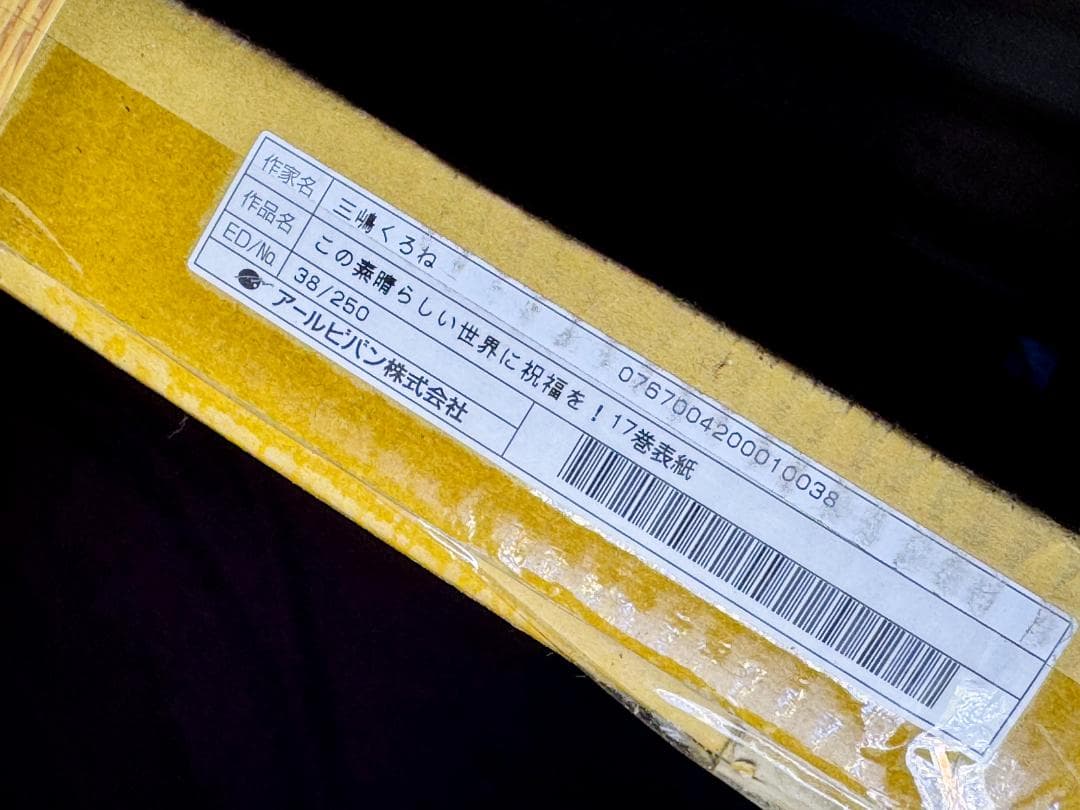 作家名 三嶋くろね 0767004200010038
作品名 この素晴らしい世界に祝福を！17巻表紙
ED/No. 38/250
アールビバン株式会社